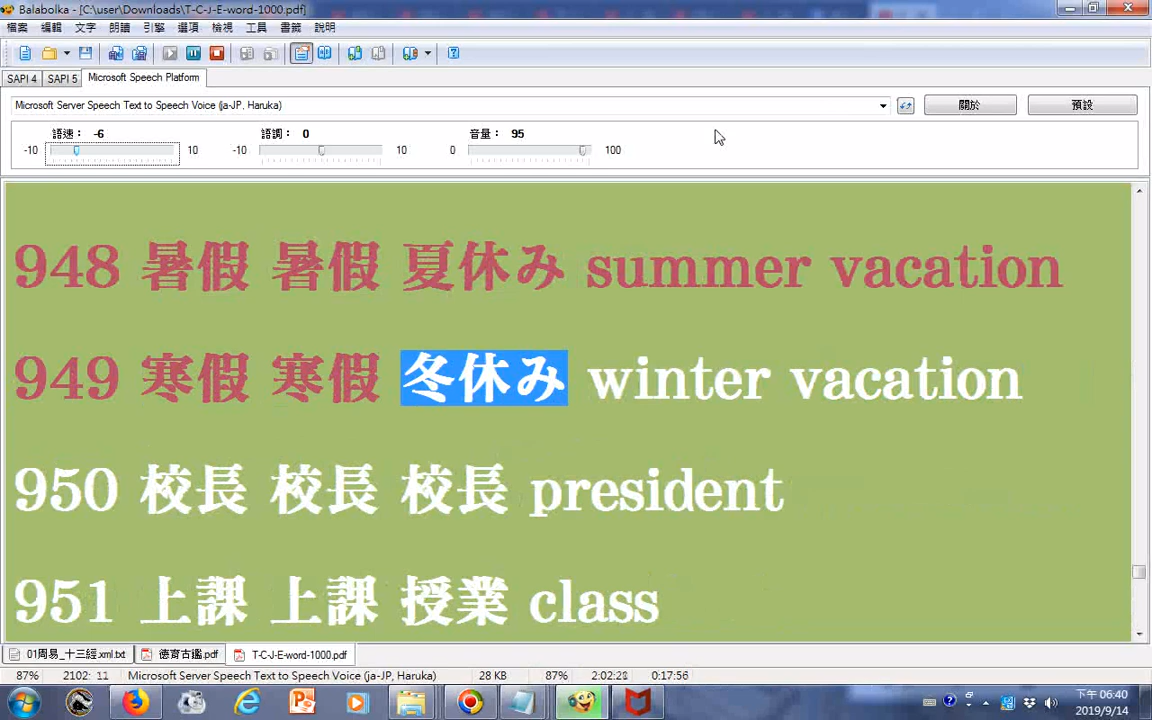 Balabolka - [C:\user\Downloads\T-C-J-E-word-1000.pdf]
檔案 編輯 文字 朗讀 引擎 選項 檢視 工具 書籤 說明
SAPI 4 SAPI 5 Microsoft Speech Platform
Microsoft Server Speech Text to Speech Voice (ja-JP, Haruka) 關於 預設
語速： -6 語調： 0 音量： 95
-10 10 -10 10 0 100
948 暑假 暑假 夏休み summer vacation
949 寒假 寒假 冬休み winter vacation
950 校長 校長 校長 president
951 上課 上課 授業 class
01周易_十三經.xml.txt 德育古鑑.pdf T-C-J-E-word-1000.pdf
87% 2102: 11 Microsoft Server Speech Text to Speech Voice (ja-JP, Haruka) 28 KB 87% 2:02:21 0:17:56
下午 06:40
2019/9/14